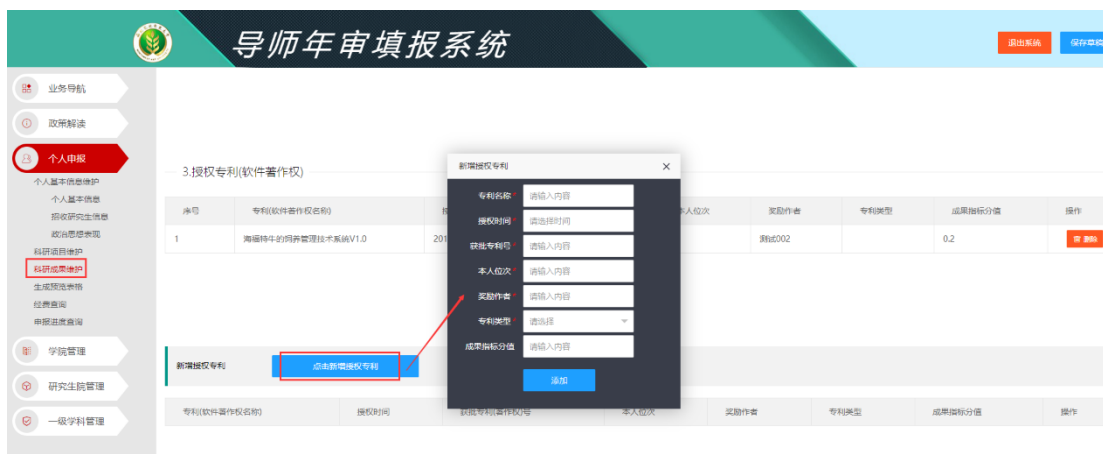 导师年审填报系统
退出系统 保存草稿
业务导航
政策解读
个人申报
个人基本信息维护
个人基本信息
招收研究生信息
政治思想表现
科研项目维护
科研成果维护
生成预览表格
经费查询
申报进度查询
学院管理
研究生院管理
一级学科管理
3.授权专利(软件著作权)
序号 专利(软件著作权名称) 本人位次 奖励作者 专利类型 成果指标分值 操作
1 海福特牛的饲养管理技术系统V1.0 201 测试002 0.2 删除
新增授权专利 ×
专利名称* 请输入内容
授权时间* 请选择时间
获批专利号* 请输入内容
本人位次* 请输入内容
奖励作者* 请输入内容
专利类型* 请选择
成果指标分值 请输入内容
添加
新增授权专利 点击新增授权专利
专利(软件著作权名称) 授权时间 获批专利(著作权)号 本人位次 奖励作者 专利类型 成果指标分值 操作